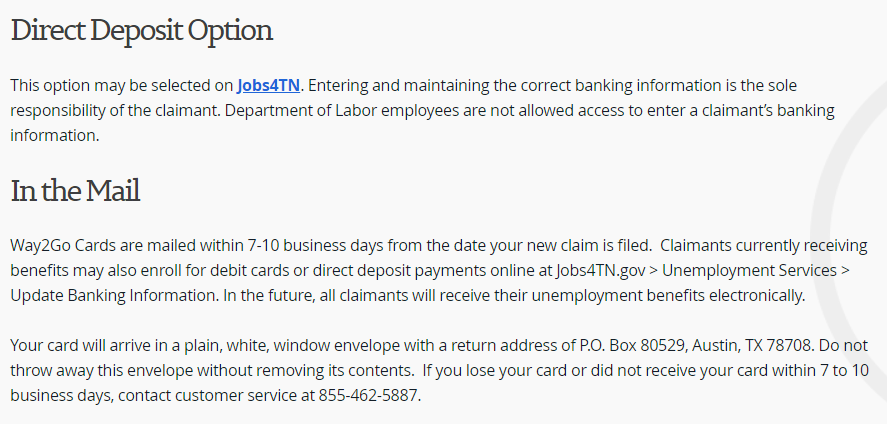 Direct Deposit Option
This option may be selected on Jobs4TN. Entering and maintaining the correct banking information is the sole
responsibility of the claimant. Department of Labor employees are not allowed access to enter a claimant’s banking
information.
In the Mail
Way2Go Cards are mailed within 7-10 business days from the date your new claim is filed.  Claimants currently receiving
benefits may also enroll for debit cards or direct deposit payments online at Jobs4TN.gov > Unemployment Services >
Update Banking Information. In the future, all claimants will receive their unemployment benefits electronically.
Your card will arrive in a plain, white, window envelope with a return address of P.O. Box 80529, Austin, TX 78708. Do not
throw away this envelope without removing its contents.  If you lose your card or did not receive your card within 7 to 10
business days, contact customer service at 855-462-5887.